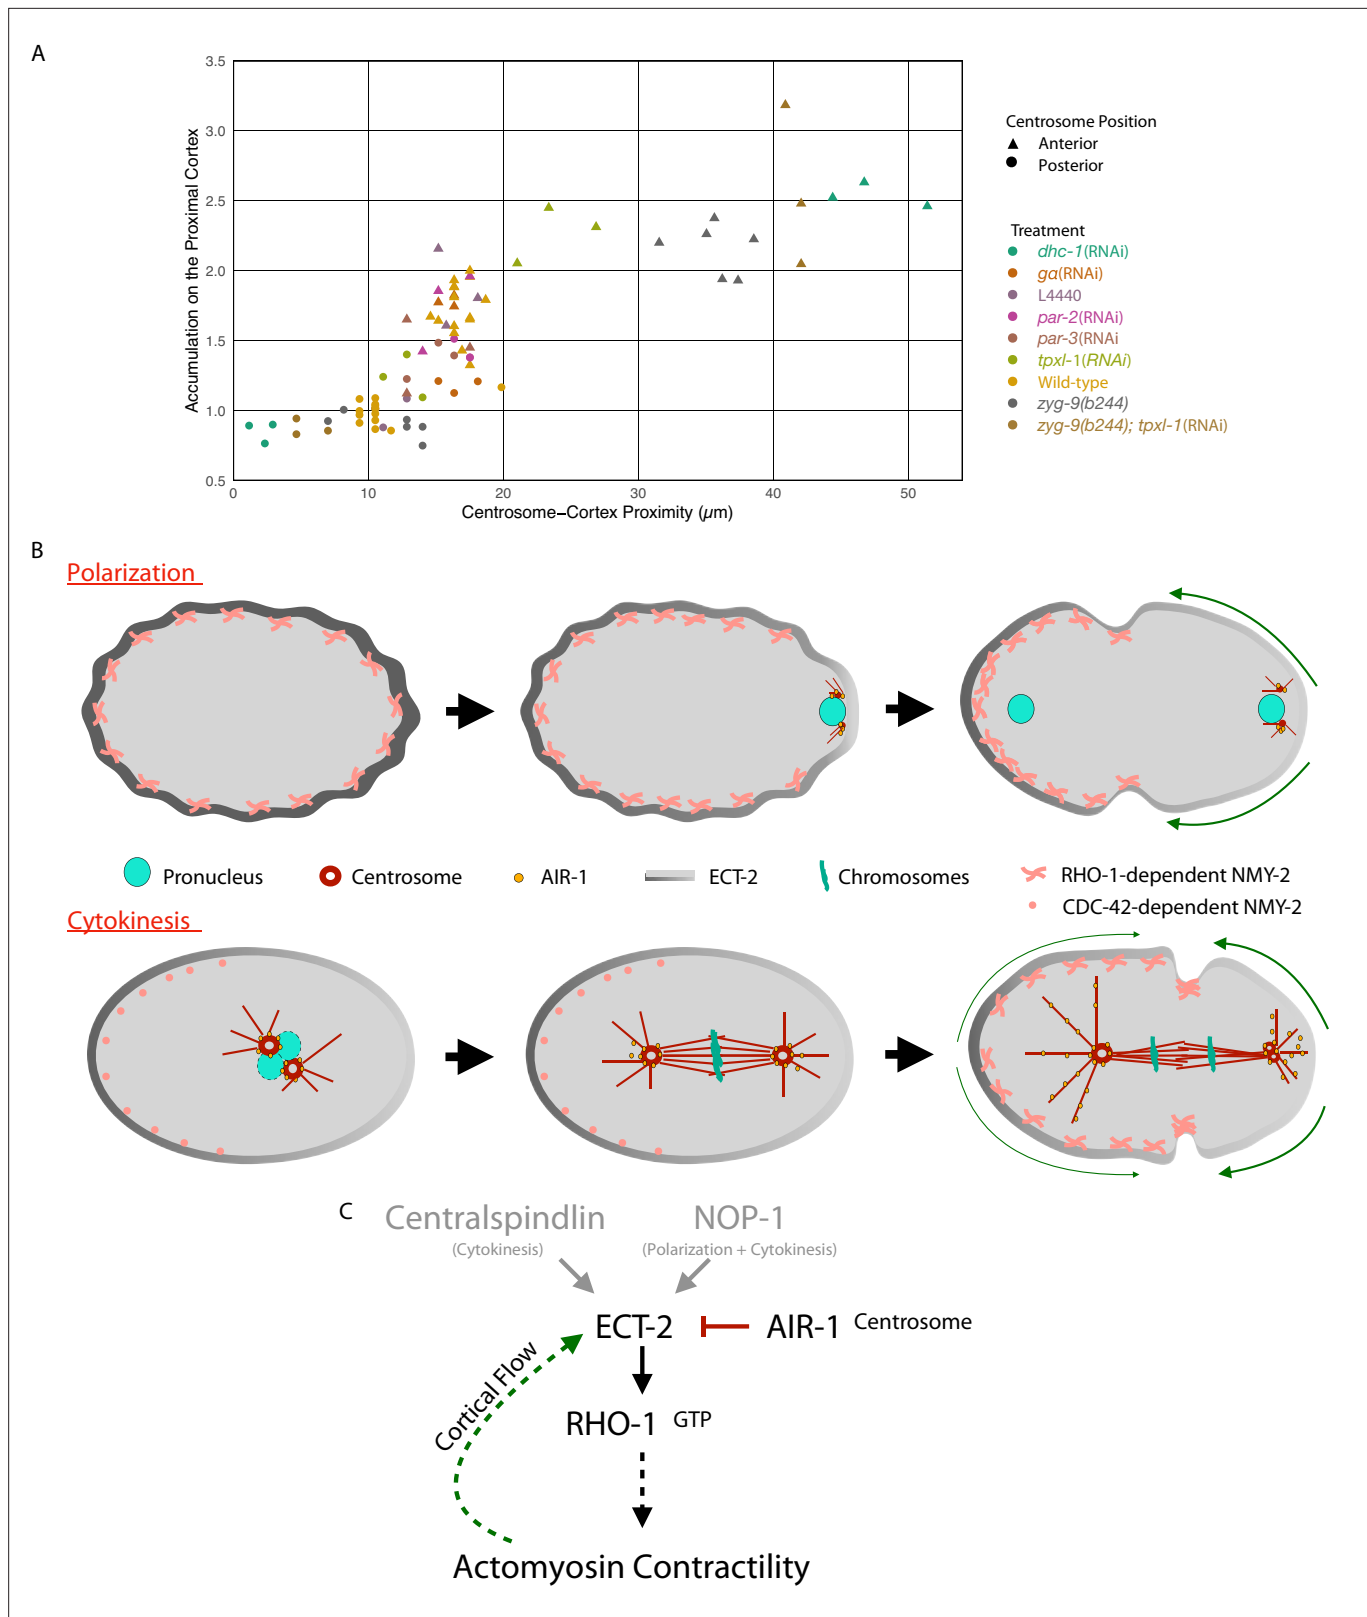 A
Accumulation on the Proximal Cortex
3.5
3.0
2.5
2.0
1.5
1.0
0.5
0 10 20 30 40 50
Centrosome–Cortex Proximity (μm)
Centrosome Position
Anterior
Posterior
Treatment
dhc-1(RNAi)
gα(RNAi)
L4440
par-2(RNAi)
par-3(RNAi
tpxl-1(RNAi)
Wild-type
zyg-9(b244)
zyg-9(b244); tpxl-1(RNAi)
B
Polarization
Pronucleus Centrosome AIR-1 ECT-2 Chromosomes RHO-1-dependent NMY-2
CDC-42-dependent NMY-2
Cytokinesis
C
Centralspindlin NOP-1
(Cytokinesis) (Polarization + Cytokinesis)
ECT-2 AIR-1 Centrosome
Cortical Flow
RHO-1 GTP
Actomyosin Contractility